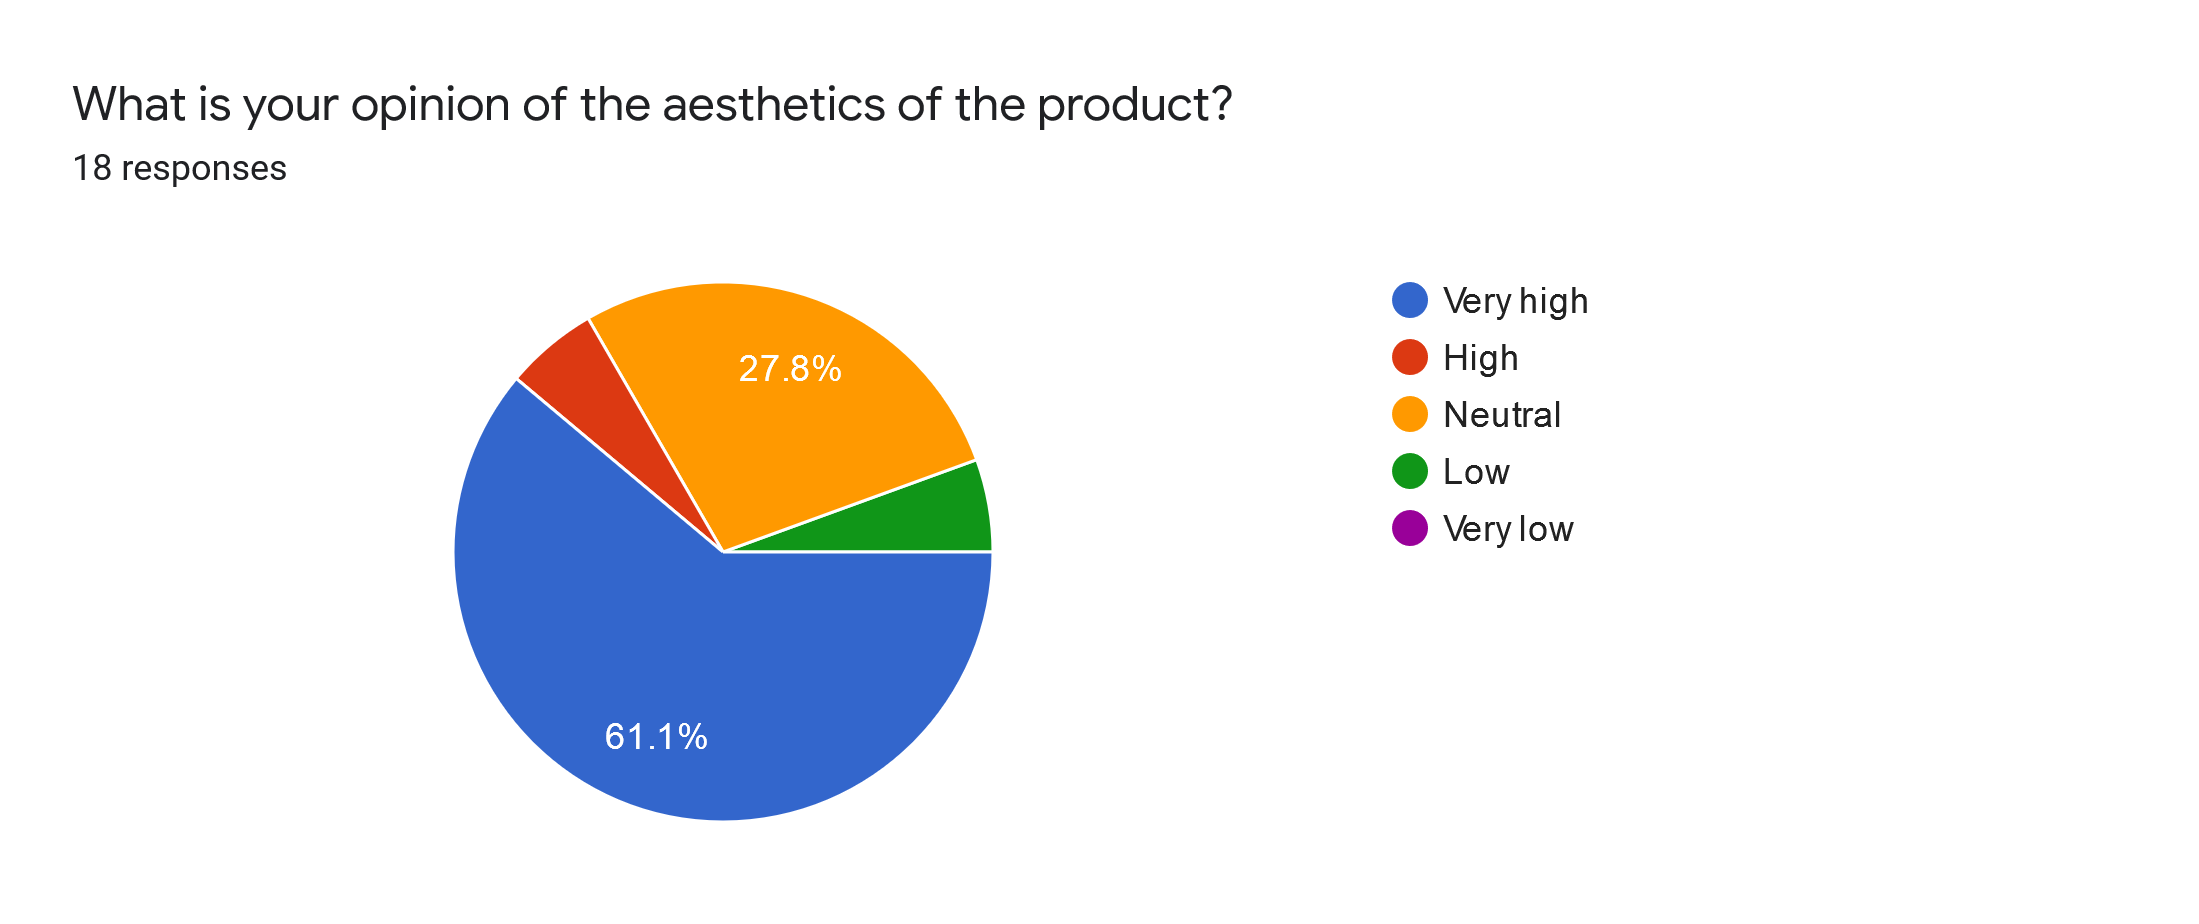 What is your opinion of the aesthetics of the product?
18 responses
27.8%
61.1%
Very high
High
Neutral
Low
Very low